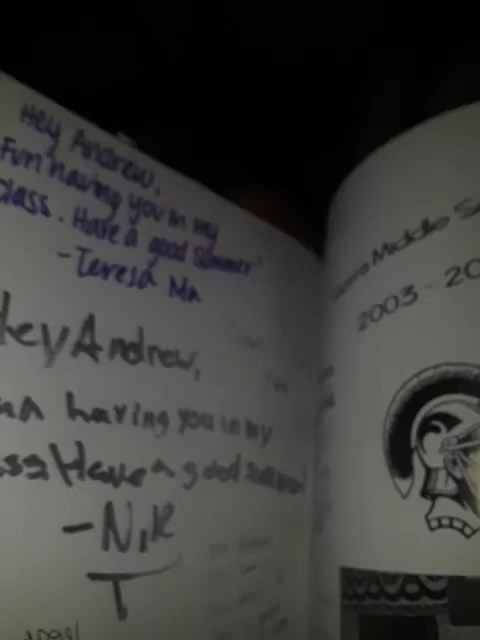 Hey Andrew,
Fun having you in my
class. Have a good Summer!
-Teresa Ma
Hey Andrew,
having you in my
Have a good
-Nik
T
Middle
2003 - 20